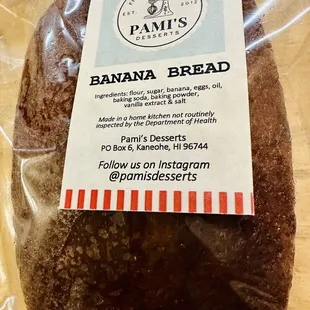 EST. 2012
PAMI'S
DESSERTS
BANANA BREAD
Ingredients: flour, sugar, banana, eggs, oil,
baking soda, baking powder,
vanilla extract & salt
Made in a home kitchen not routinely
inspected by the Department of Health
Pami's Desserts
PO Box 6, Kaneohe, HI 96744
Follow us on Instagram
@pamisdesserts